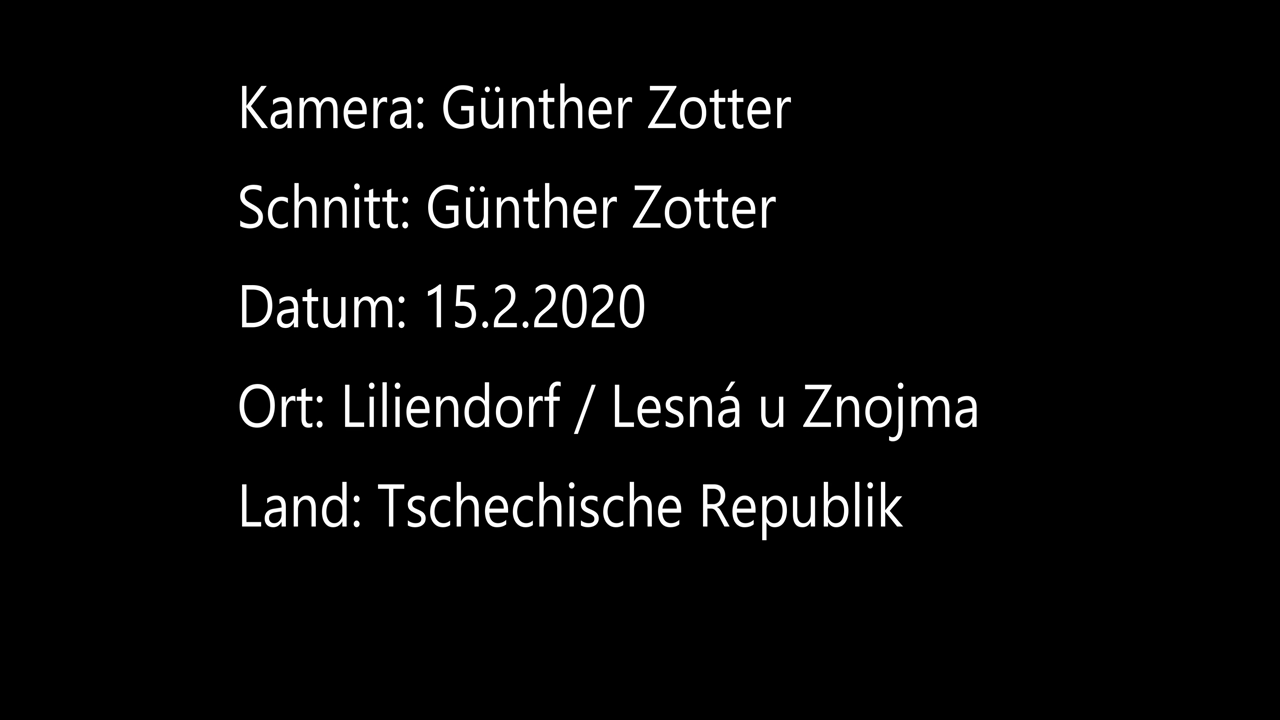 Kamera: Günther Zotter
Schnitt: Günther Zotter
Datum: 15.2.2020
Ort: Liliendorf / Lesná u Znojma
Land: Tschechische Republik